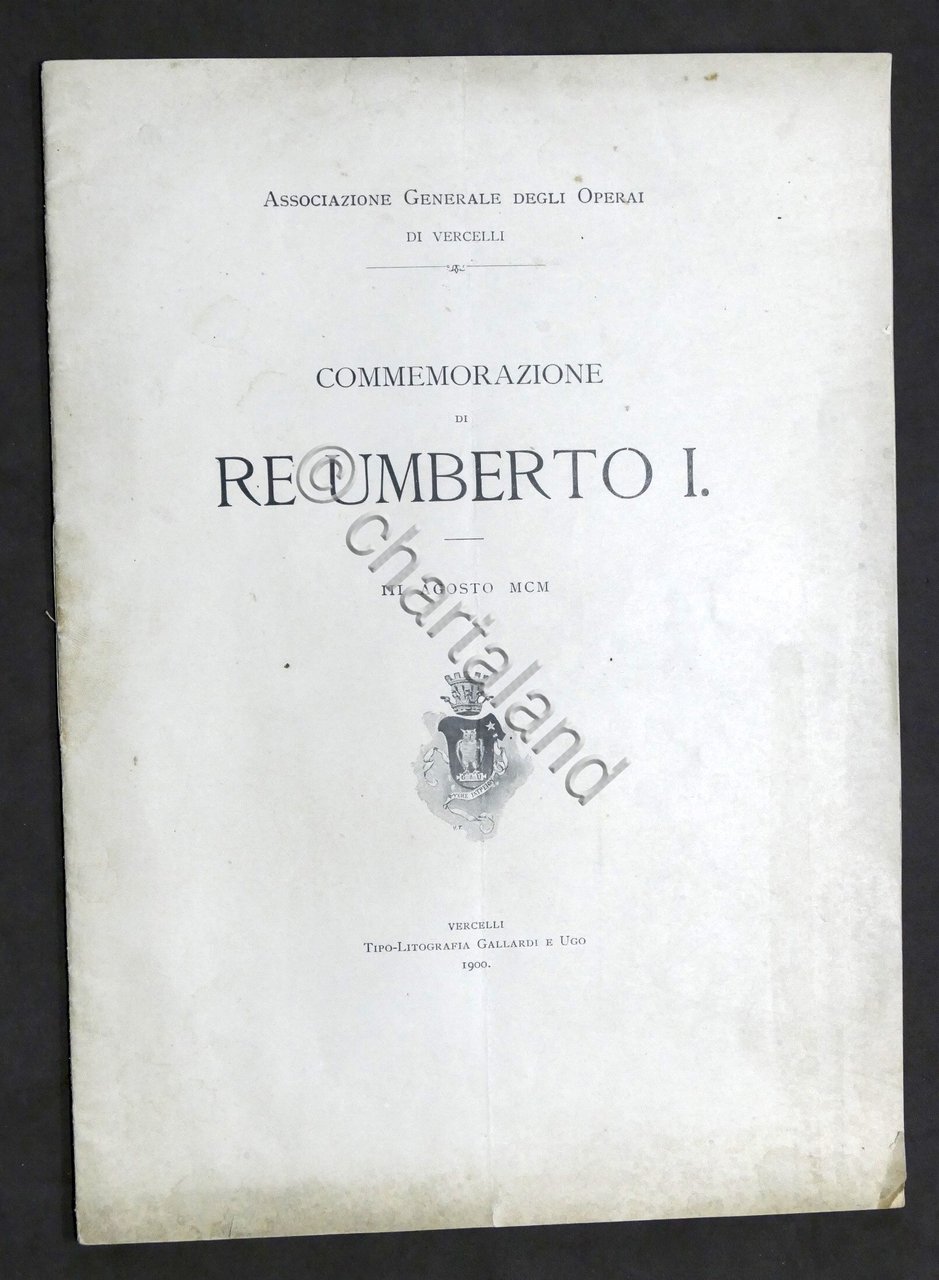 ASSOCIAZIONE GENERALE DEGLI OPERAI
DI VERCELLI
COMMEMORAZIONE
DI
RE UMBERTO I.
III AGOSTO MCM
VERCELLI
TIPO-LITOGRAFIA GALLARDI E UGO
1900.
© chartaland